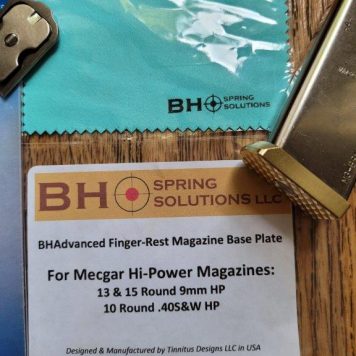 BH SPRING
SOLUTIONS
BH SPRING
SOLUTIONS LLC
BHAdvanced Finger-Rest Magazine Base Plate
For Mecgar Hi-Power Magazines:
13 & 15 Round 9mm HP
10 Round .40S&W HP
Designed & Manufactured by Tinnitus Designs LLC in USA